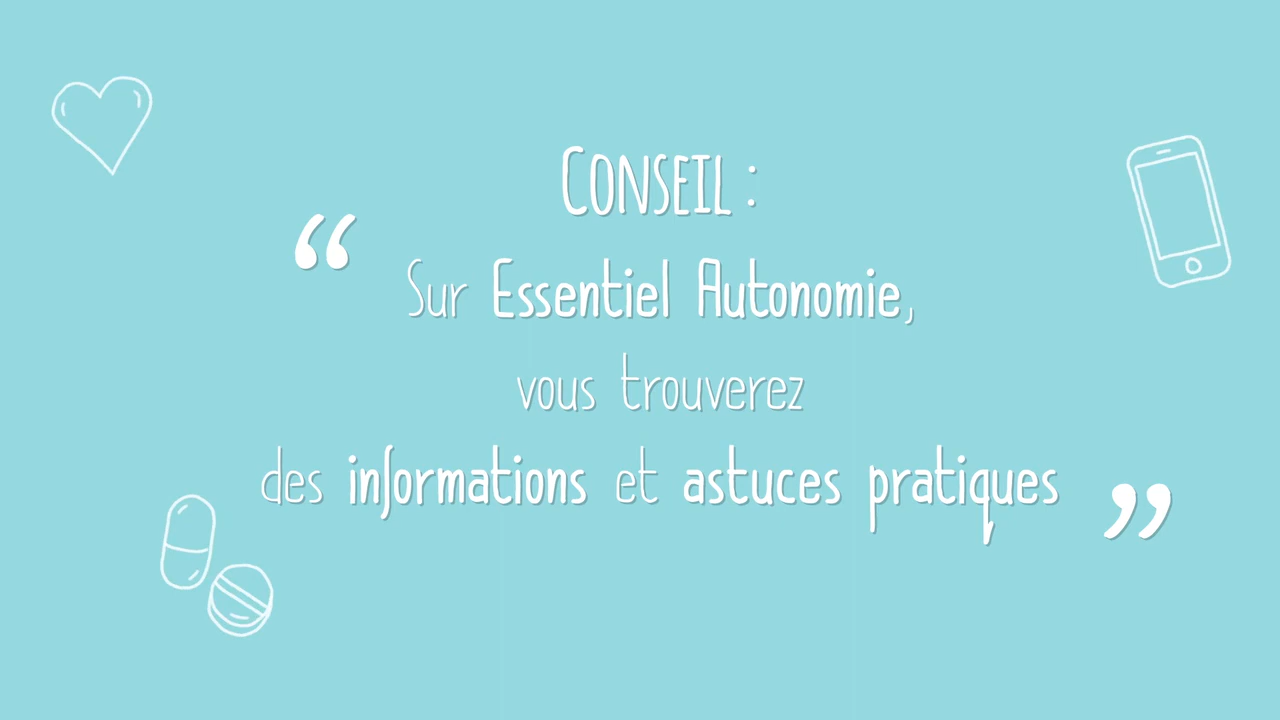 CONSEIL :
“ Sur Essentiel Autonomie,
vous trouverez
des informations et astuces pratiques ”